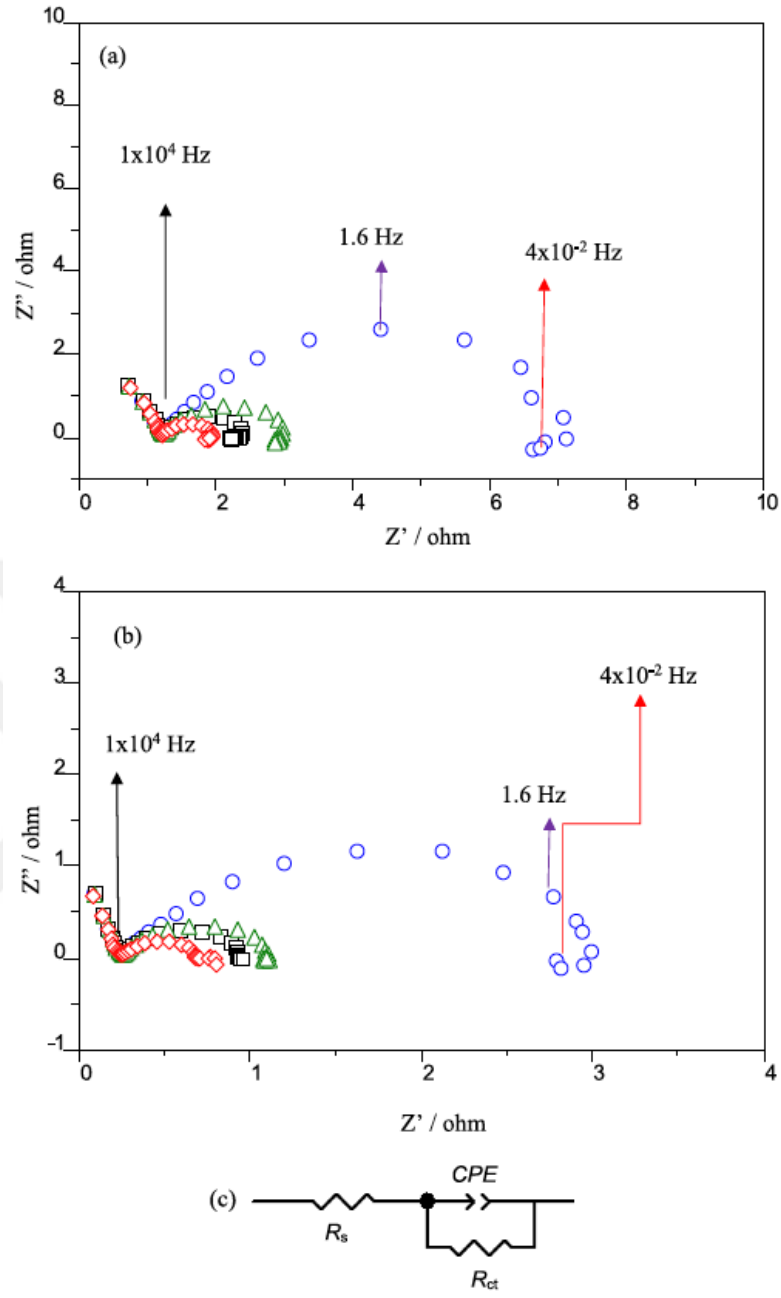 10
(a)
8
1x10⁴ Hz
6
1.6 Hz
4x10⁻² Hz
4
Z” / ohm
2
0
0 2 4 6 8 10
Z’ / ohm
4
(b)
3
4x10⁻² Hz
1x10⁴ Hz
2
1.6 Hz
Z” / ohm
1
0
-1
0 1 2 3 4
Z’ / ohm
(c)
CPE
Rₛ
R_ct